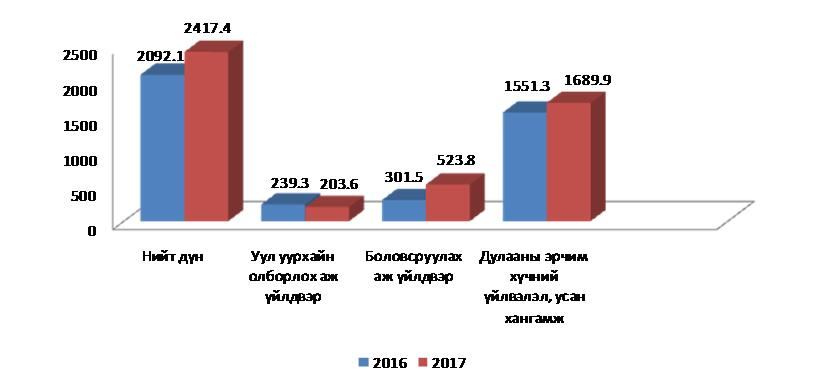 2417.4
2092.1
2500
2000
1500
1000
500
0
239.3 203.6
301.5
523.8
1551.3
1689.9
Нийт дүн
Уул уурхайн
олборлох аж
үйлдвэр
Боловсруулах
аж үйлдвэр
Дулааны эрчим
хүчний
үйлвэлэл, усан
хангамж
2016 2017